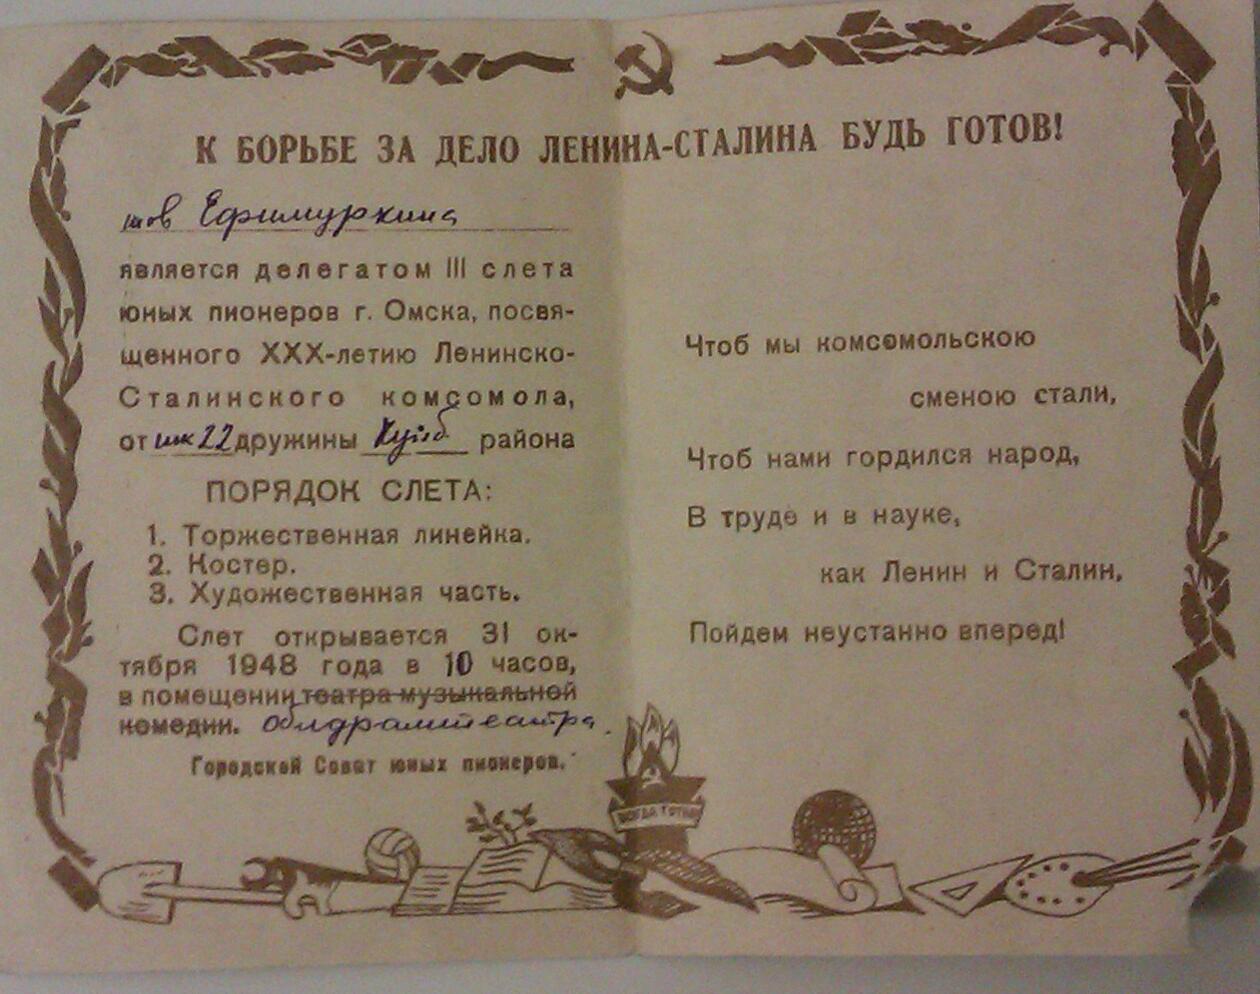 К БОРЬБЕ ЗА ДЕЛО ЛЕНИНА-СТАЛИНА БУДЬ ГОТОВ!
тов Ефимуркина
является делегатом III слета
юных пионеров г. Омска, посвя-
щенного XXX-летию Ленинско-
Сталинского комсомола,
от шк 22 дружины Куйб района
ПОРЯДОК СЛЕТА:
1. Торжественная линейка.
2. Костер.
3. Художественная часть.
Слет открывается 31 ок-
тября 1948 года в 10 часов,
в помещении театра музыкальной
комедии. облдрамтеатра.
Городской Совет юных пионеров.
Чтоб мы комсомольскою
сменою стали,
Чтоб нами гордился народ,
В труде и в науке,
как Ленин и Сталин,
Пойдем неустанно вперед!
ВСЕГДА ГОТОВ!